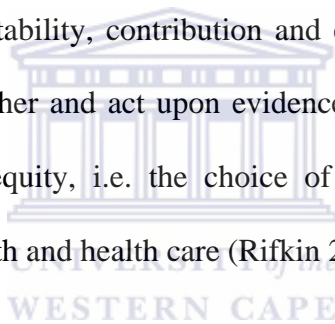 tability, contribution and
her and act upon evidence
equity, i.e. the choice of
th and health care (Rifkin 2
UNIVERSITY of the
WESTERN CAPE